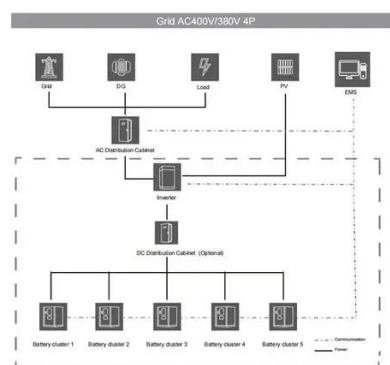 Grid AC400V/380V 4P
Grid
DG
Load
PV
EMS
AC Distribution Cabinet
Inverter
DC Distribution Cabinet (Optional)
Battery cluster 1
Battery cluster 2
Battery cluster 3
Battery cluster 4
Battery cluster 5
Communication
Power